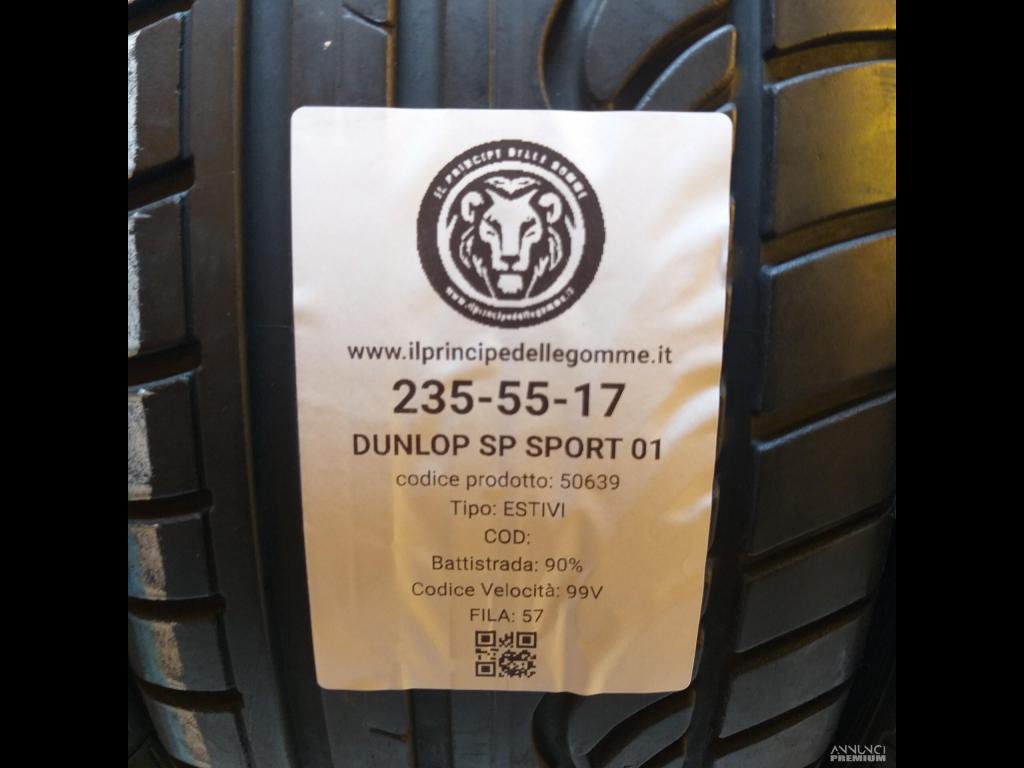 IL PRINCIPE DELLE GOMME
www.ilprincipedellegomme.it
www.ilprincipedellegomme.it
235-55-17
DUNLOP SP SPORT 01
codice prodotto: 50639
Tipo: ESTIVI
COD:
Battistrada: 90%
Codice Velocità: 99V
FILA: 57
ANNUNCI
PREMIUM